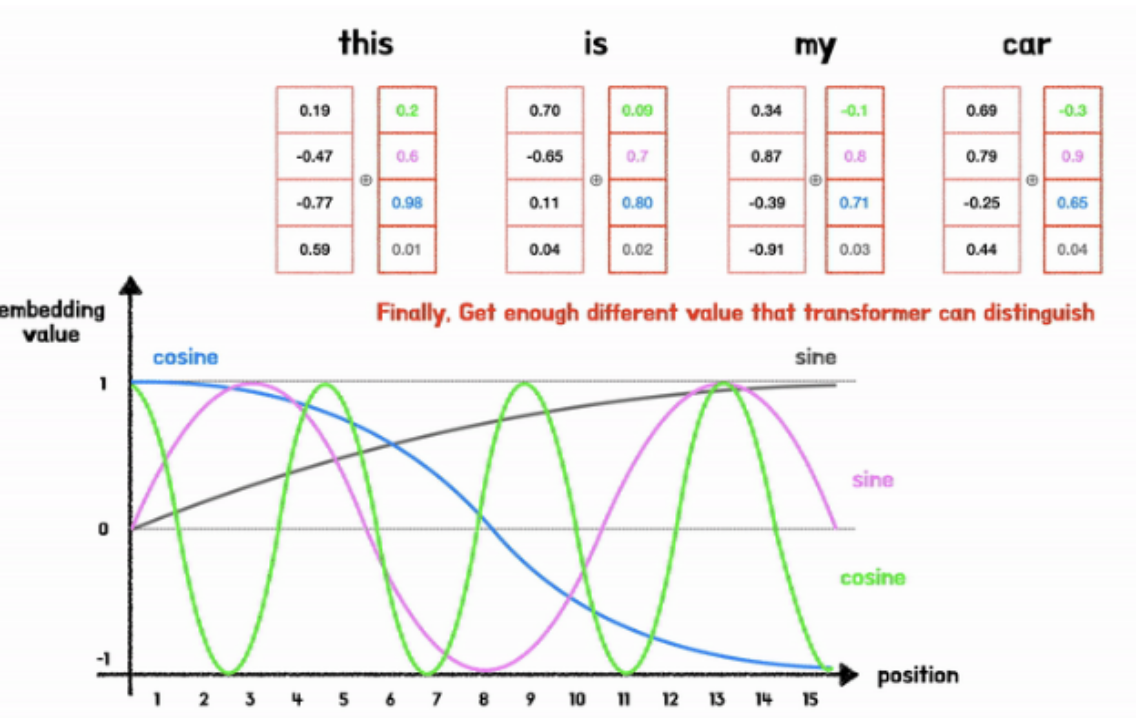 this is my car
0.19 0.2 0.70 0.09 0.34 -0.1 0.69 -0.3
-0.47 0.6 -0.65 0.7 0.87 0.8 0.79 0.9
⊕ ⊕ ⊕ ⊕
-0.77 0.98 0.11 0.80 -0.39 0.71 -0.25 0.65
0.59 0.01 0.04 0.02 -0.91 0.03 0.44 0.04
embedding
value
Finally, Get enough different value that transformer can distinguish
cosine
sine
1
sine
0
cosine
-1
position
1 2 3 4 5 6 7 8 9 10 11 12 13 14 15